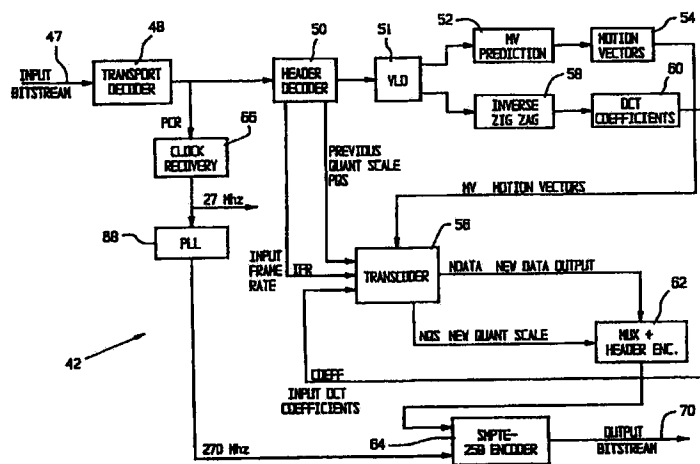 47
INPUT
BITSTREAM
48
TRANSPORT
DECODER
50
HEADER
DECODER
51
VLD
52
MV
PREDICTION
54
MOTION
VECTORS
58
INVERSE
ZIG ZAG
60
DCT
COEFFICIENTS
PCR
66
CLOCK
RECOVERY
27 Mhz
68
PLL
PREVIOUS
QUANT SCALE
PQS
MV MOTION VECTORS
INPUT
FRAME
RATE
IFR
56
TRANSCODER
NDATA NEW DATA OUTPUT
NQS NEW QUANT SCALE
62
MUX +
HEADER ENC.
42
COEFF
INPUT DCT
COEFFICIENTS
64
SMPTE-
259 ENCODER
OUTPUT
BITSTREAM
70
270 Mhz